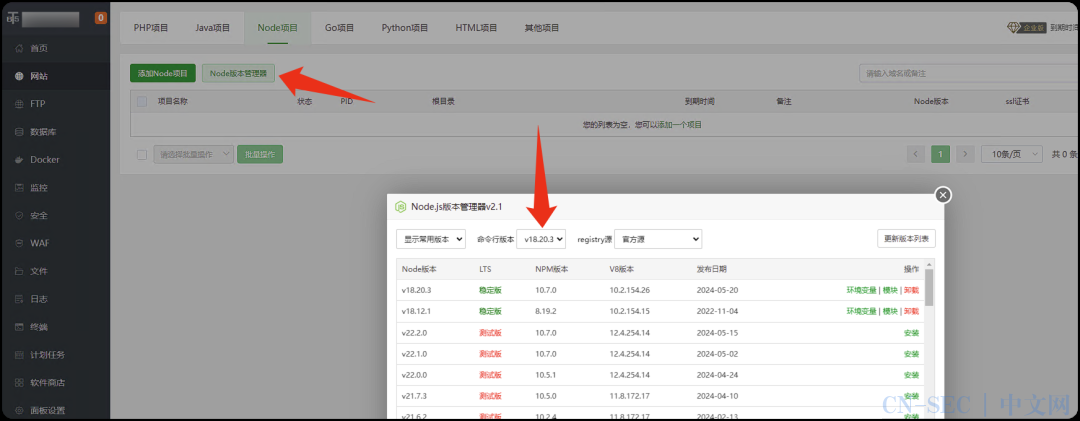 BTS 0
首页
网站
FTP
数据库
Docker
监控
安全
WAF
文件
日志
终端
计划任务
软件商店
面板设置
PHP项目 Java项目 Node项目 Go项目 Python项目 HTML项目 其他项目 企业版 到期时间
添加Node项目 Node版本管理器 请输入域名或备注
项目名称 状态 PID 根目录 到期时间 备注 Node版本 ssl证书
您的列表为空，您可以添加一个项目
请选择批量操作 批量操作 1 10条/页 共 0 条
Node.js版本管理器v2.1
显示常用版本 命令行版本 v18.20.3 registry源 官方源 更新版本列表
Node版本 LTS NPM版本 V8版本 发布日期 操作
v18.20.3 稳定版 10.7.0 10.2.154.26 2024-05-20 环境变量 | 模块 | 卸载
v18.12.1 稳定版 8.19.2 10.2.154.15 2022-11-04 环境变量 | 模块 | 卸载
v22.2.0 测试版 10.7.0 12.4.254.14 2024-05-15 安装
v22.1.0 测试版 10.7.0 12.4.254.14 2024-05-02 安装
v22.0.0 测试版 10.5.1 12.4.254.14 2024-04-24 安装
v21.7.3 测试版 10.5.0 11.8.172.17 2024-04-10 安装
v21.6.2 测试版 10.2.4 11.8.172.17 2024-02-13 安装
CN-SEC | 中文网